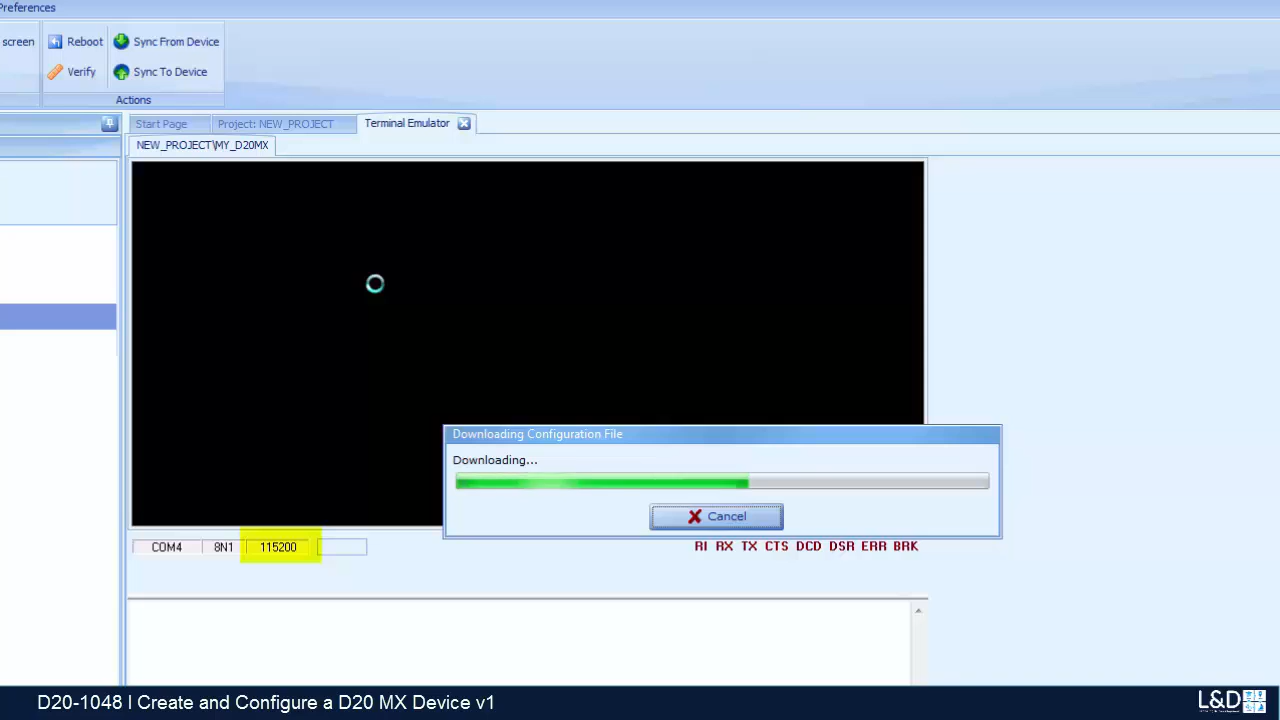 Preferences
screen
Reboot
Sync From Device
Verify
Sync To Device
Actions
Start Page
Project: NEW_PROJECT
Terminal Emulator
NEW_PROJECT\MY_D20MX
Downloading Configuration File
Downloading...
Cancel
COM4 8N1 115200
RI RX TX CTS DCD DSR ERR BRK
D20-1048 | Create and Configure a D20 MX Device v1
L&D